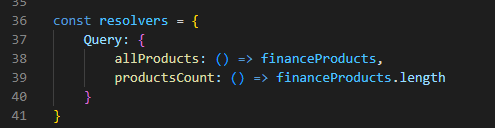 35
36 const resolvers = {
37 Query: {
38 allProducts: () => financeProducts,
39 productsCount: () => financeProducts.length
40 }
41 }